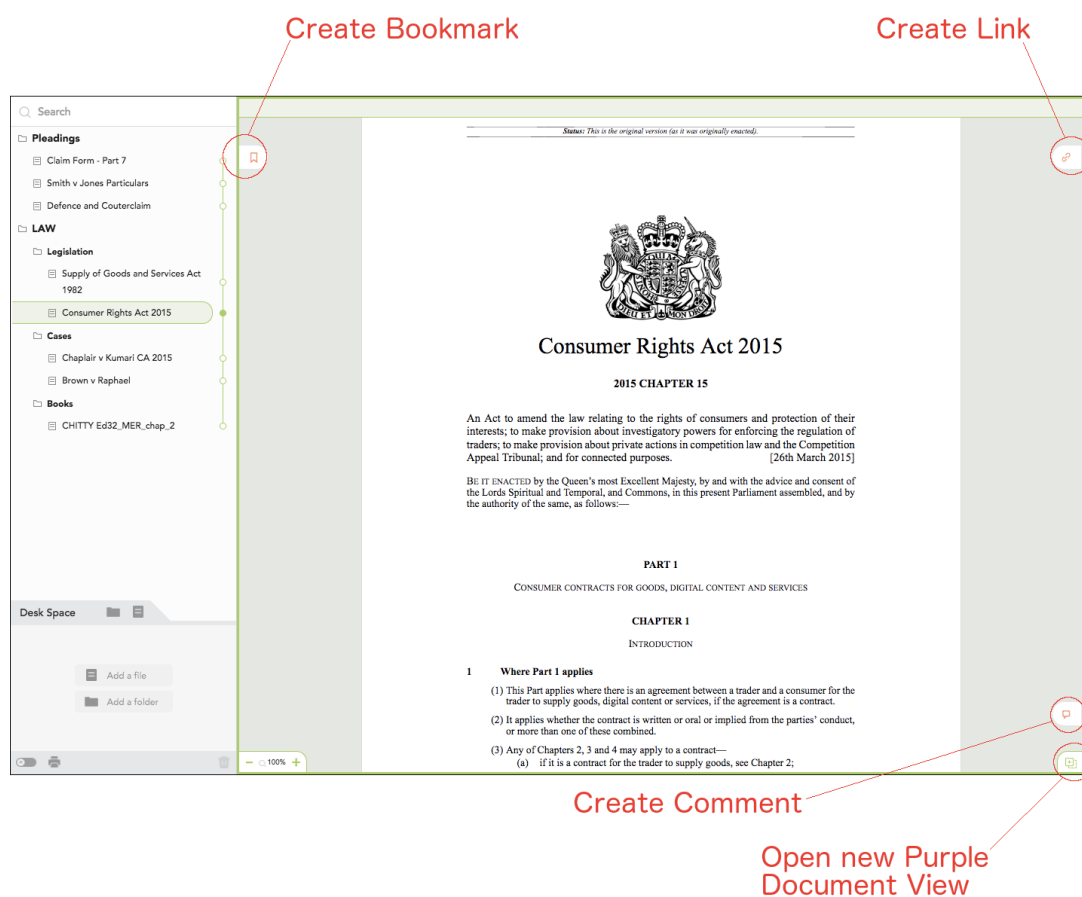 Create Bookmark
Create Link
Search
Pleadings
Claim Form - Part 7
Smith v Jones Particulars
Defence and Couterclaim
LAW
Legislation
Supply of Goods and Services Act
1982
Consumer Rights Act 2015
Cases
Chaplair v Kumari CA 2015
Brown v Raphael
Books
CHITTY Ed32_MER_chap_2
Desk Space
Add a file
Add a folder
Status: This is the original version (as it was originally enacted).
DIEU ET MON DROIT
Consumer Rights Act 2015
2015 CHAPTER 15
An Act to amend the law relating to the rights of consumers and protection of their
interests; to make provision about investigatory powers for enforcing the regulation of
traders; to make provision about private actions in competition law and the Competition
Appeal Tribunal; and for connected purposes. [26th March 2015]
BE IT ENACTED by the Queen's most Excellent Majesty, by and with the advice and consent of
the Lords Spiritual and Temporal, and Commons, in this present Parliament assembled, and by
the authority of the same, as follows:—
PART 1
CONSUMER CONTRACTS FOR GOODS, DIGITAL CONTENT AND SERVICES
CHAPTER 1
INTRODUCTION
1 Where Part 1 applies
(1) This Part applies where there is an agreement between a trader and a consumer for the
trader to supply goods, digital content or services, if the agreement is a contract.
(2) It applies whether the contract is written or oral or implied from the parties' conduct,
or more than one of these combined.
(3) Any of Chapters 2, 3 and 4 may apply to a contract—
(a) if it is a contract for the trader to supply goods, see Chapter 2;
− 100% +
Create Comment
Open new Purple
Document View